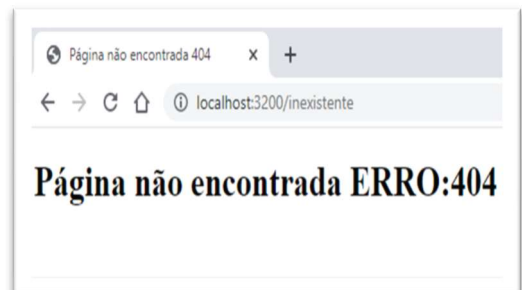 Página não encontrada 404
localhost:3200/inexistente
Página não encontrada ERRO:404